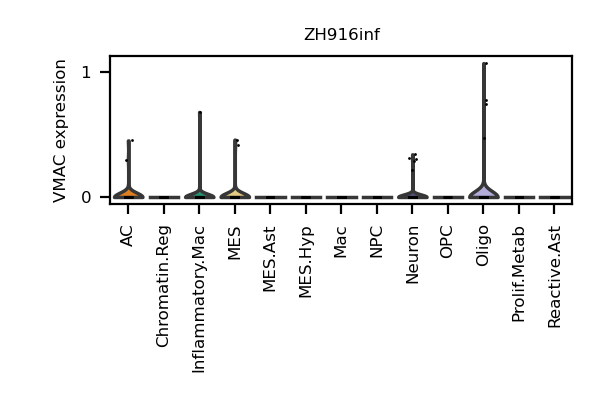 ZH916inf
VMAC expression
1
0
AC
Chromatin.Reg
Inflammatory.Mac
MES
MES.Ast
MES.Hyp
Mac
NPC
Neuron
OPC
Oligo
Prolif.Metab
Reactive.Ast